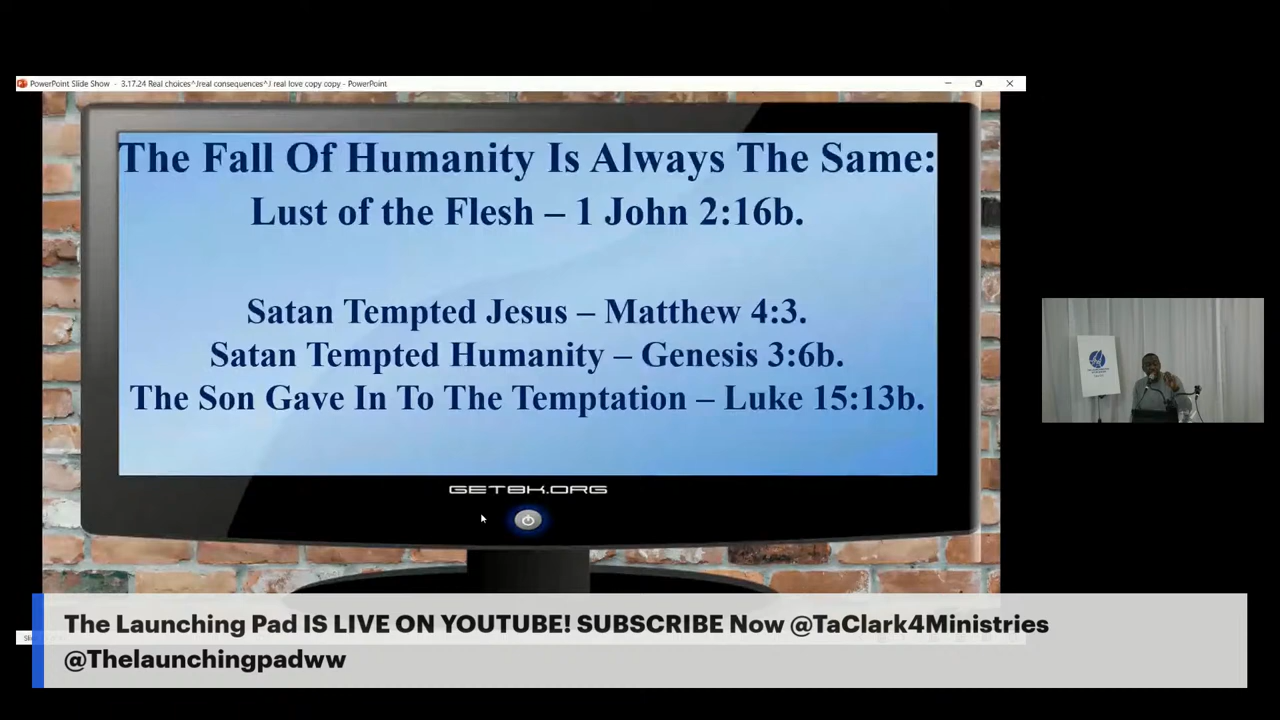 PowerPoint Slide Show - 3.17.24 Real choices^Jreal consequences^J real love copy copy - PowerPoint
The Fall Of Humanity Is Always The Same:
Lust of the Flesh – 1 John 2:16b.
Satan Tempted Jesus – Matthew 4:3.
Satan Tempted Humanity – Genesis 3:6b.
The Son Gave In To The Temptation – Luke 15:13b.
GET8K.ORG
The Launching Pad IS LIVE ON YOUTUBE! SUBSCRIBE Now @TaClark4Ministries
@Thelaunchingpadww